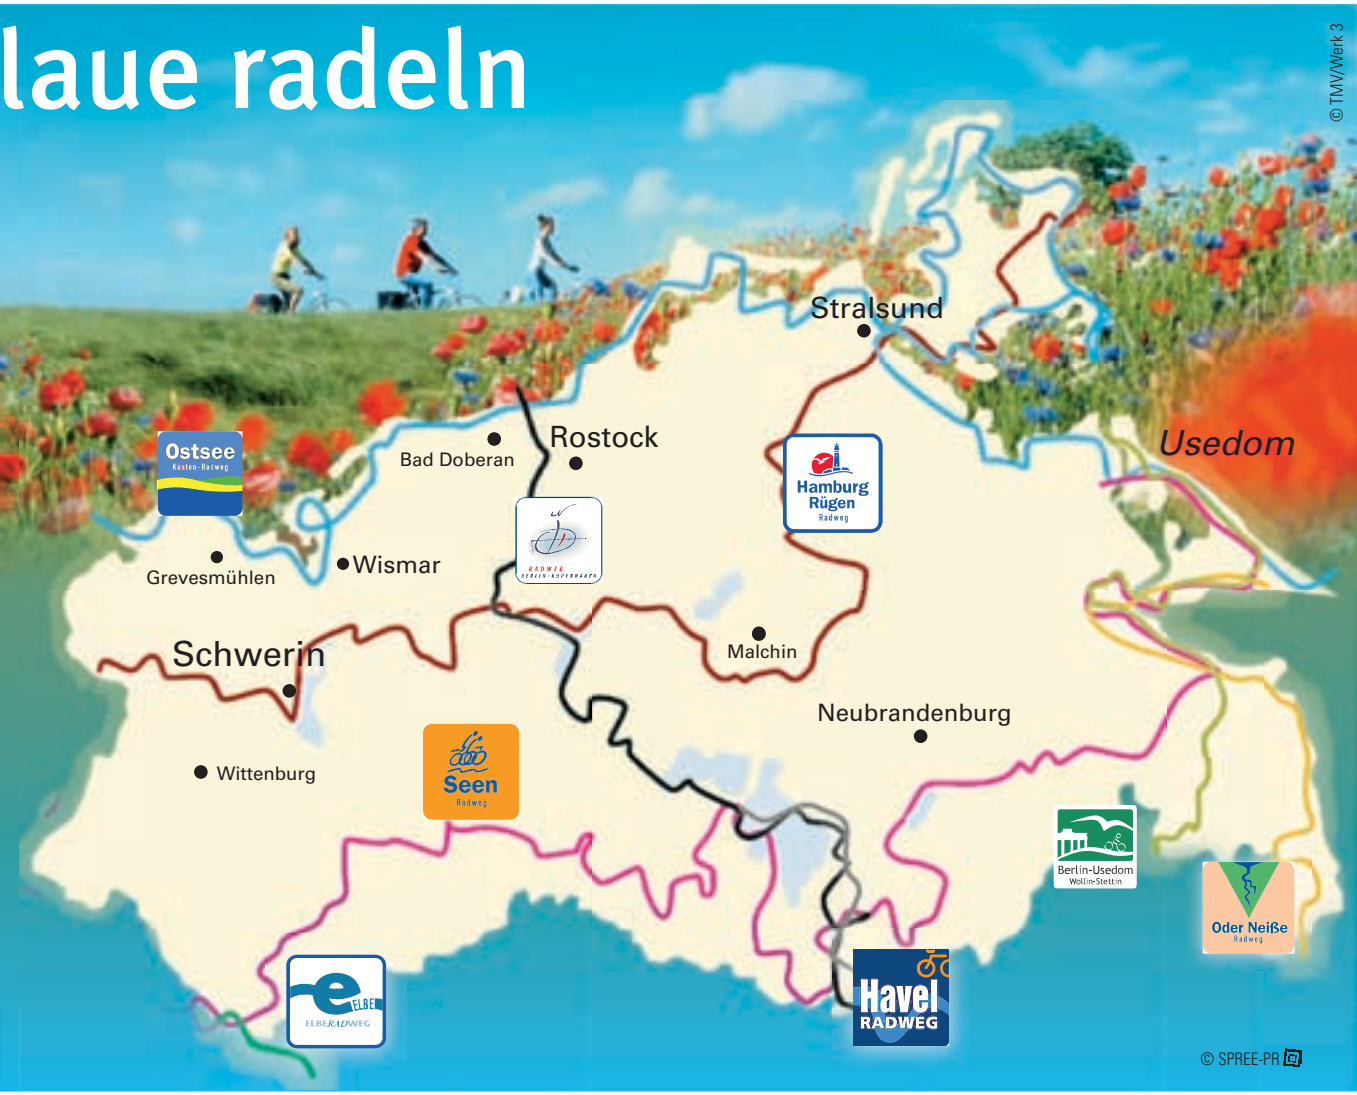 laue radeln
© TMV/Werk 3
Stralsund
Usedom
Rostock
Bad Doberan
Ostsee
Küsten-Radweg
Hamburg
Rügen
Radweg
N
RADWEG
BERLIN-KOPENHAGEN
Wismar
Grevesmühlen
Schwerin
Malchin
Neubrandenburg
Wittenburg
Seen
Radweg
Berlin-Usedom
Wollin-Stettin
Oder Neiße
Radweg
e
ELBE
ELBERADWEG
Havel
RADWEG
© SPREE-PR